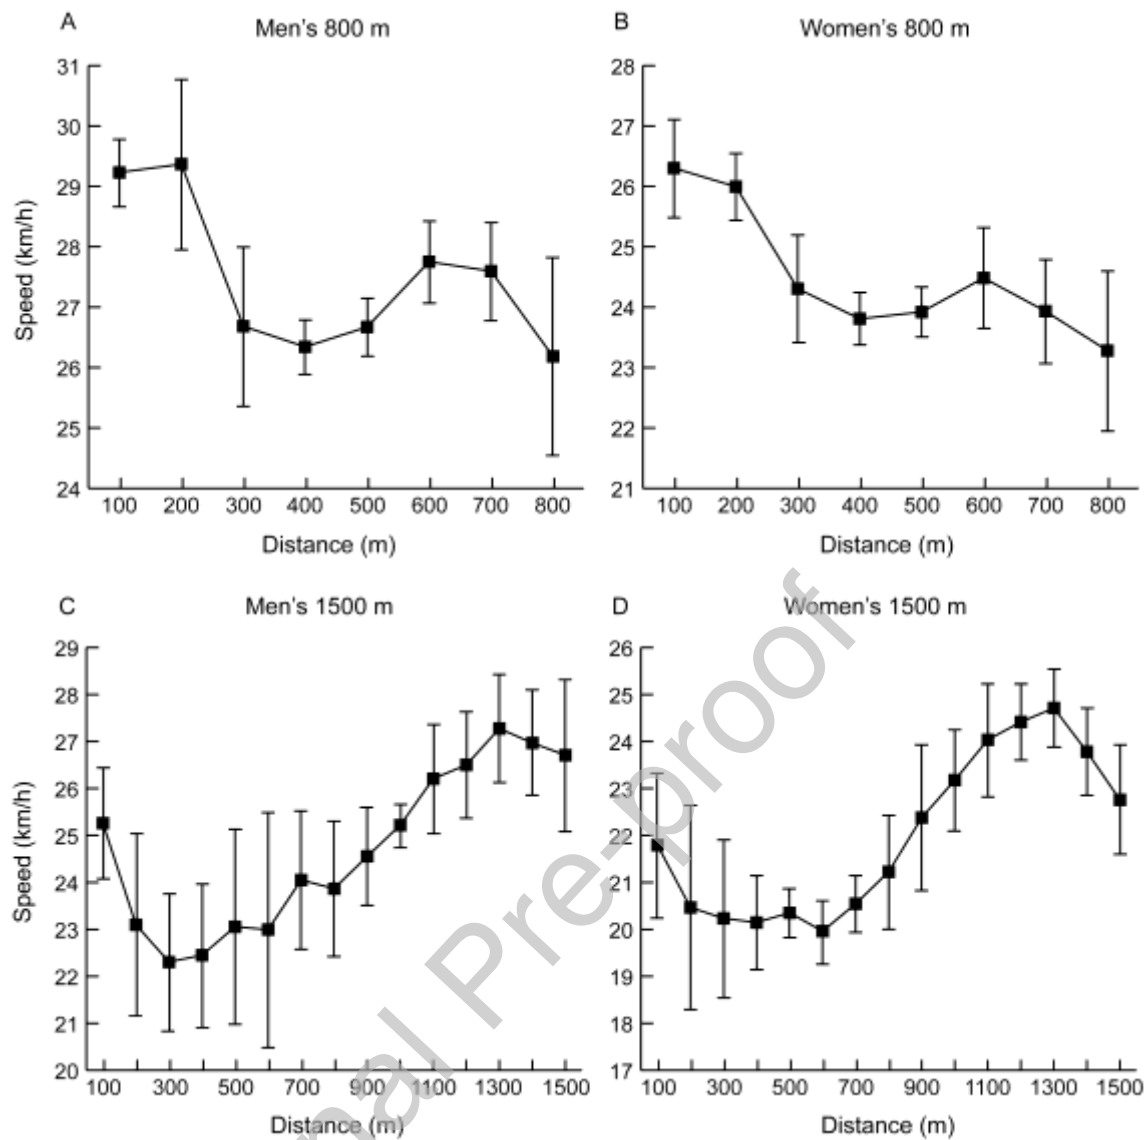 A
Men's 800 m
B
Women's 800 m
31
30
29
28
27
26
25
24
Speed (km/h)
100 200 300 400 500 600 700 800
Distance (m)
28
27
26
25
24
23
22
21
100 200 300 400 500 600 700 800
Distance (m)
C
Men's 1500 m
D
Women's 1500 m
29
28
27
26
25
24
23
22
21
20
Speed (km/h)
100 300 500 700 900 1100 1300 1500
Distance (m)
26
25
24
23
22
21
20
19
18
17
100 300 500 700 900 1100 1300 1500
Distance (m)
nal Pre-proof